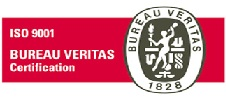 ISO 9001
BUREAU VERITAS
Certification
BUREAU VERITAS
1828